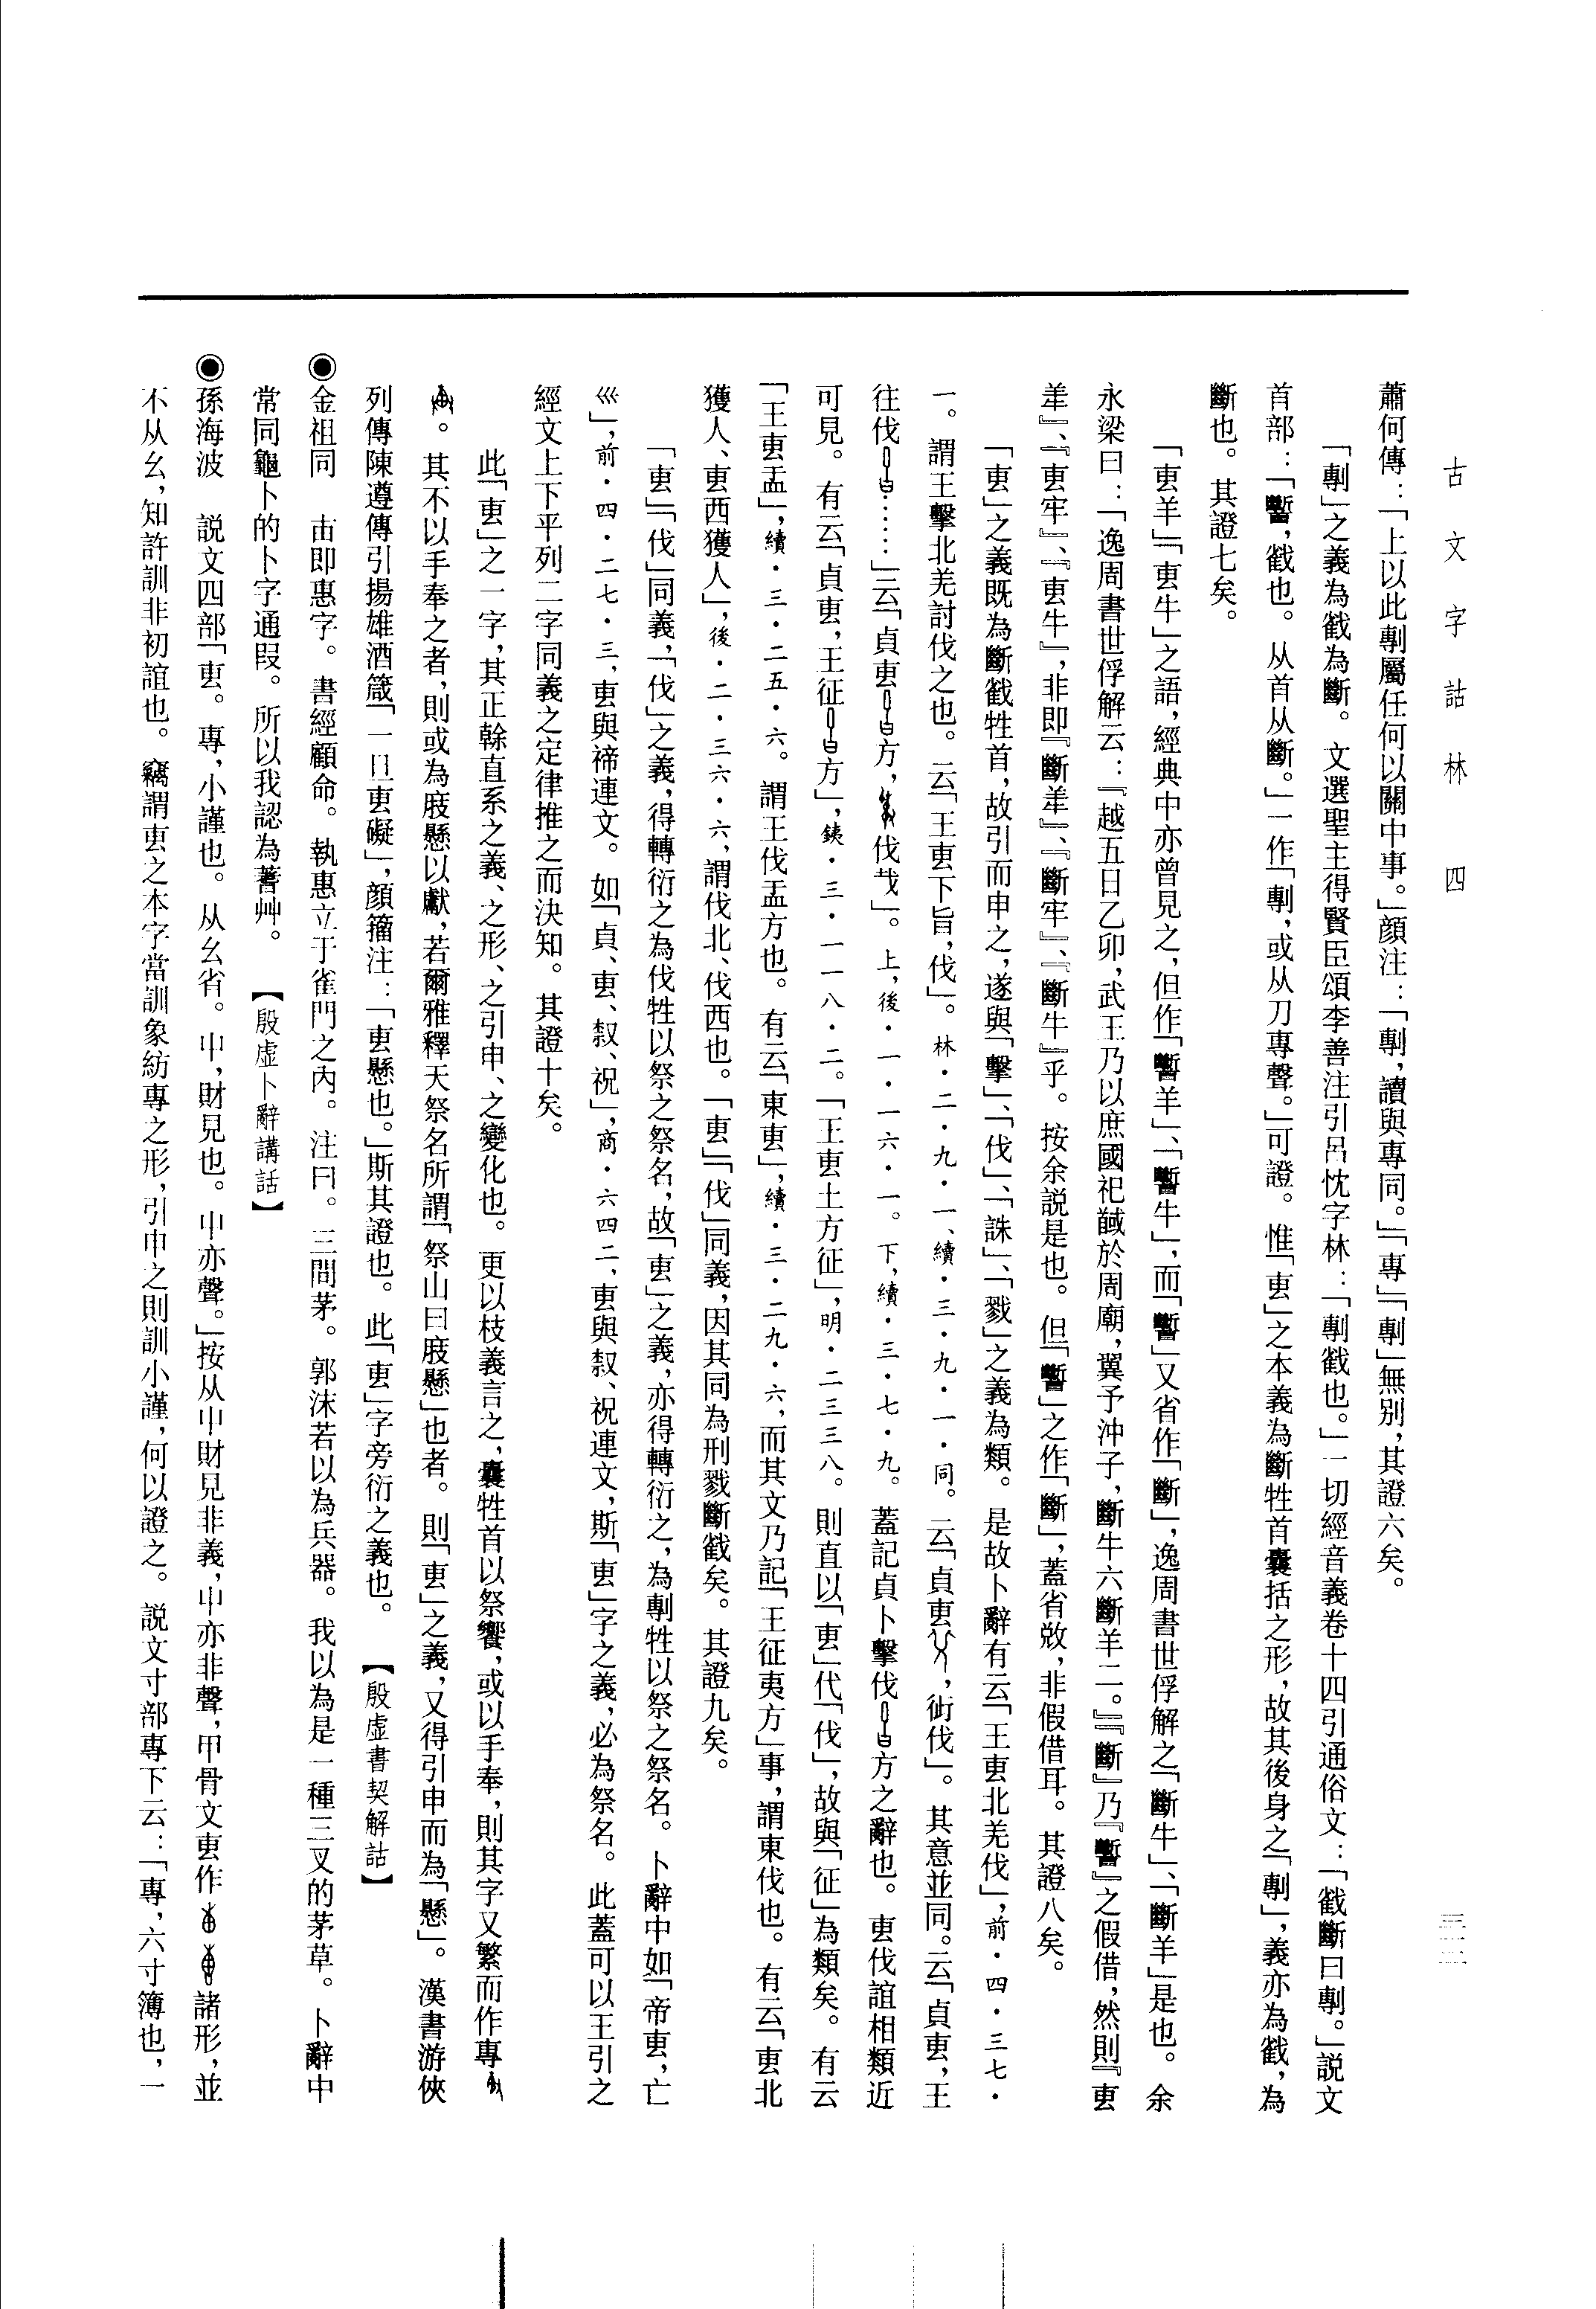 古文字詁林 四
三二二
蕭何傳：「上以此剸屬任何以關中事。」顏注：「剸，讀與專同。」「專」「剸」無別，其證六矣。
「剸」之義為㦸為斷。文選聖主得賢臣頌李善注引呂忱字林：「剸㦸也。」一切經音義卷十四引通俗文：「㦸斷曰剸。」說文
首部：「𩠹，㦸也。从首从斷。」一作「剸，或从刀專聲。」可證。惟「叀」之本義為斷牲首囊括之形，故其後身之「剸」，義亦為㦸，為
斷也。其證七矣。
「叀羊」「叀牛」之語，經典中亦曾見之，但作「𩠹羊」、「𩠹牛」，而「𩠹」又省作「斷」，逸周書世俘解之「斷牛」、「斷羊」是也。余
永梁曰：「逸周書世俘解云：『越五日乙卯，武王乃以庶國祀馘於周廟，翼予沖子，斷牛六斷羊二。』『斷』乃『𩠹』之假借，然則『叀
羊』、『叀牢』、『叀牛』，非即『斷羊』、『斷牢』、『斷牛』乎。按余說是也。但「𩠹」之作「斷」，蓋省敚，非假借耳。其證八矣。
「叀」之義既為斷㦸牲首，故引而申之，遂與「擊」、「伐」、「誅」、「戮」之義為類。是故卜辭有云「王叀北羌伐」，前·四·三七·
一。謂王擊北羌討伐之也。云「王叀下旨，伐」。林·二·九·一、續·三·九·一·同。云「貞叀，㣔伐」。其意並同。云「貞叀，王
往伐……」云「貞叀方，伐𢦏」。上，後·一·一六·一。下，續·三·七·九。蓋記貞卜擊伐方之辭也。叀伐誼相類近
可見。有云「貞叀，王征方」，鐵·三·一一八·二。「王叀土方征」，明·二三三八。則直以「叀」代「伐」，故與「征」為類矣。有云
「王叀盂」，續·三·二五·六。謂王伐盂方也。有云「東叀」，續·三·二九·六，而其文乃記「王征夷方」事，謂東伐也。有云「叀北
獲人、叀西獲人」，後·二·三六·六，謂伐北、伐西也。「叀」「伐」同義，因其同為刑戮斷㦸矣。其證九矣。
「叀」「伐」同義，「伐」之義，得轉衍之為伐牲以祭之祭名，故「叀」之義，亦得轉衍之，為剸牲以祭之祭名。卜辭中如「帝叀，亡
巛」，前·四·二七·三，叀與禘連文。如「貞、叀、㕢、祝」，商·六四二，叀與㕢、祝連文，斯「叀」字之義，必為祭名。此蓋可以王引之
經文上下平列二字同義之定律推之而決知。其證十矣。
此「叀」之一字，其正榦直系之義、之形、之引申、之變化也。更以枝義言之，囊牲首以祭饗，或以手奉，則其字又繁而作專
。其不以手奉之者，則或為庪懸以獻，若爾雅釋天祭名所謂「祭山曰庪懸」也者。則「叀」之義，又得引申而為「懸」。漢書游俠
列傳陳遵傳引揚雄酒箴「一旦叀礙」，顏籀注：「叀懸也。」斯其證也。此「叀」字旁衍之義也。【殷虛書契解詁】
◉金祖同 叀即惠字。書經顧命。執惠立于雀門之內。注曰。三間茅。郭沫若以為兵器。我以為是一種三叉的茅草。卜辭中
常同龜卜的卜字通叚。所以我認為蓍艸。【殷虛卜辭講話】
◉孫海波 說文四部「叀。專，小謹也。从幺省。屮，財見也。屮亦聲。」按从屮財見非義，屮亦非聲，甲骨文叀作諸形，並
不从幺，知許訓非初誼也。竊謂叀之本字當訓象紡專之形，引申之則訓小謹，何以證之。說文寸部專下云：「專，六寸簿也，一